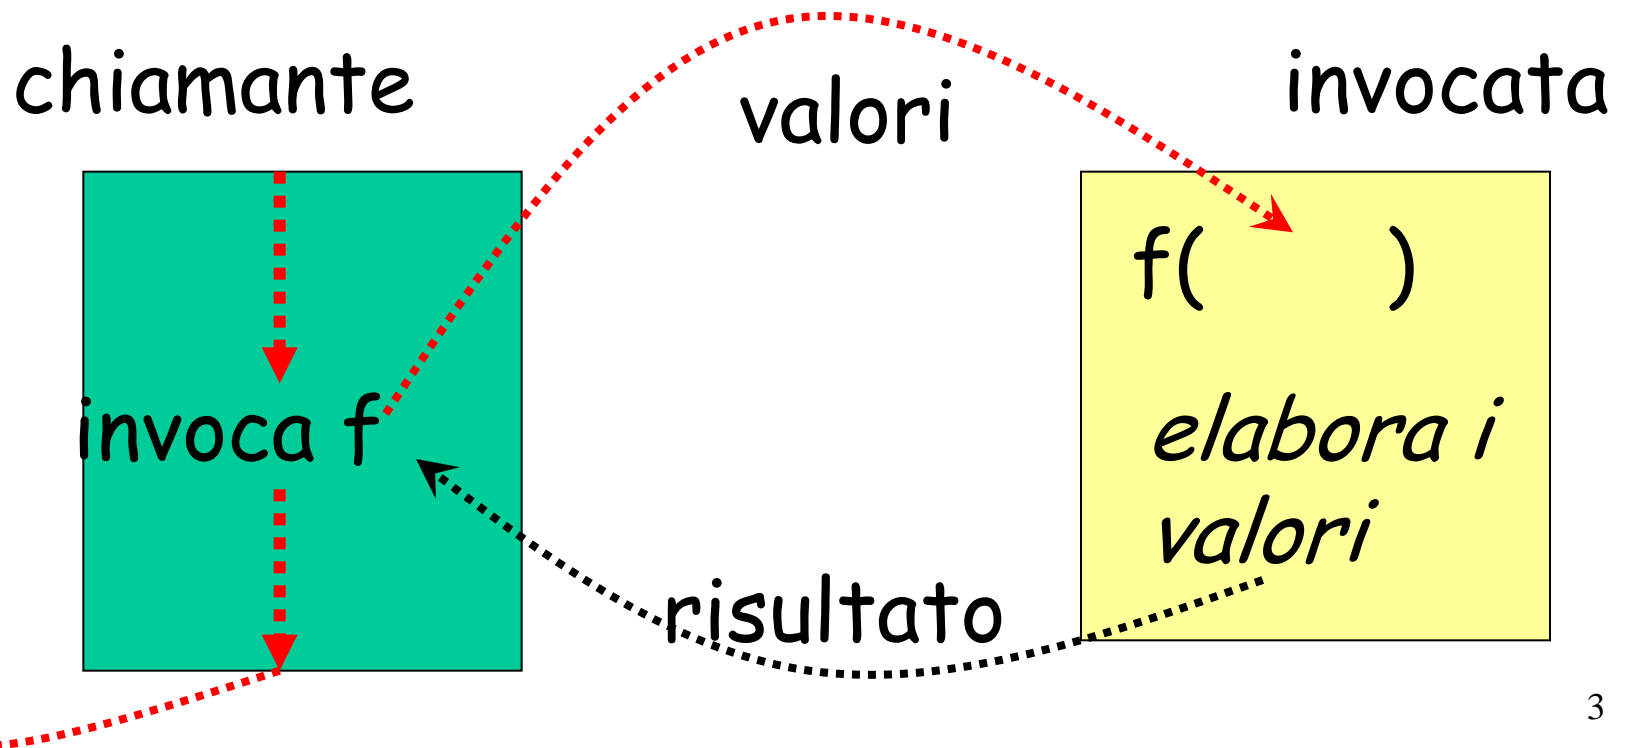 chiamante
valori
invocata
f( )
invoca f
elabora i
valori
risultato
3